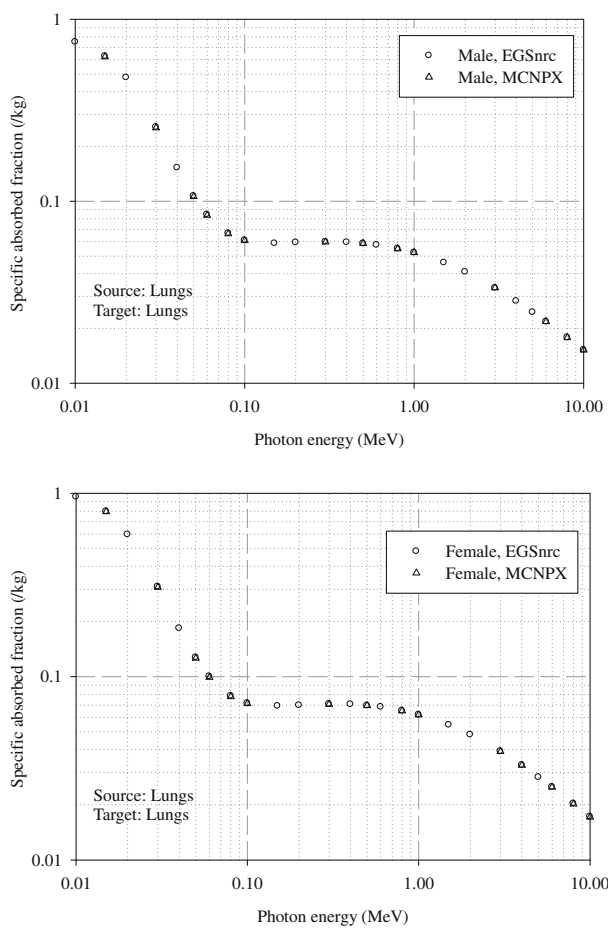 1
Male, EGSnrc
Male, MCNPX
Specific absorbed fraction (/kg)
0.1
Source: Lungs
Target: Lungs
0.01
0.01
0.10
1.00
10.00
Photon energy (MeV)
1
Female, EGSnrc
Female, MCNPX
Specific absorbed fraction (/kg)
0.1
Source: Lungs
Target: Lungs
0.01
0.01
0.10
1.00
10.00
Photon energy (MeV)